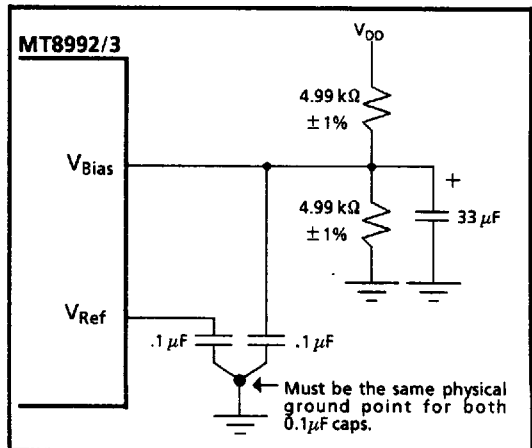 MT8992/3
V_DD
4.99 kΩ
±1%
V_Bias
+
4.99 kΩ
±1%
33 μF
V_Ref
.1 μF
.1 μF
Must be the same physical
ground point for both
0.1μF caps.